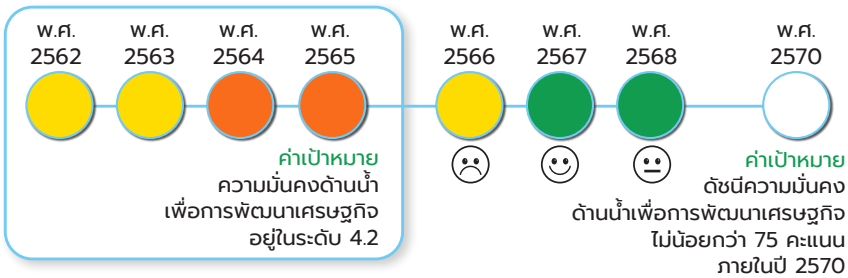 พ.ศ. 2562
พ.ศ. 2563
พ.ศ. 2564
พ.ศ. 2565
พ.ศ. 2566
พ.ศ. 2567
พ.ศ. 2568
พ.ศ. 2570
ค่าเป้าหมาย
ความมั่นคงด้านน้ำ
เพื่อการพัฒนาเศรษฐกิจ
อยู่ในระดับ 4.2
ค่าเป้าหมาย
ดัชนีความมั่นคง
ด้านน้ำเพื่อการพัฒนาเศรษฐกิจ
ไม่น้อยกว่า 75 คะแนน
ภายในปี 2570